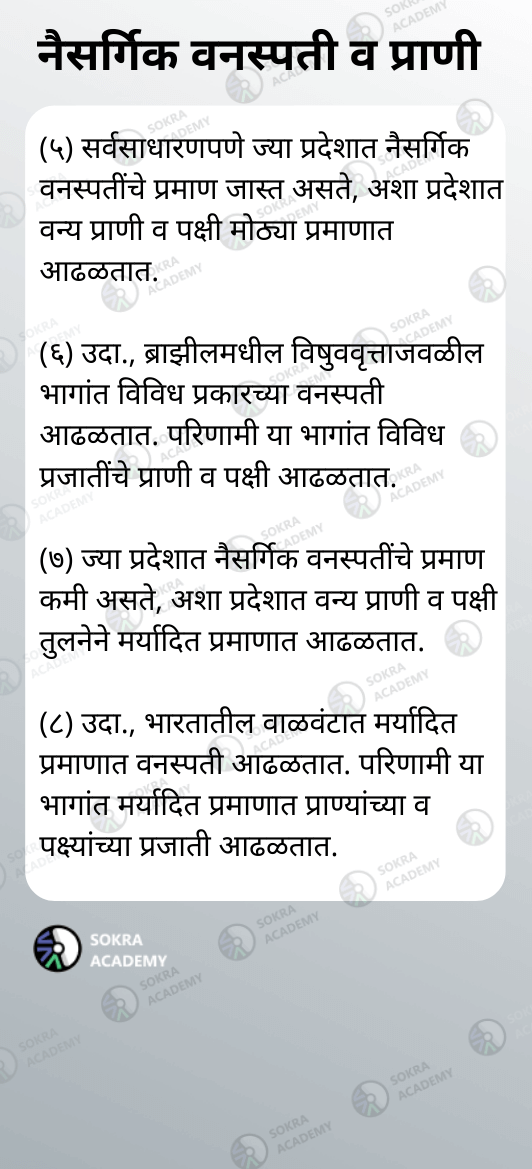 नैसर्गिक वनस्पती व प्राणी
(५) सर्वसाधारणपणे ज्या प्रदेशात नैसर्गिक
वनस्पतींचे प्रमाण जास्त असते, अशा प्रदेशात
वन्य प्राणी व पक्षी मोठ्या प्रमाणात
आढळतात.
(६) उदा., ब्राझीलमधील विषुववृत्ताजवळील
भागांत विविध प्रकारच्या वनस्पती
आढळतात. परिणामी या भागांत विविध
प्रजातींचे प्राणी व पक्षी आढळतात.
(७) ज्या प्रदेशात नैसर्गिक वनस्पतींचे प्रमाण
कमी असते, अशा प्रदेशात वन्य प्राणी व पक्षी
तुलनेने मर्यादित प्रमाणात आढळतात.
(८) उदा., भारतातील वाळवंटात मर्यादित
प्रमाणात वनस्पती आढळतात. परिणामी या
भागांत मर्यादित प्रमाणात प्राण्यांच्या व
पक्ष्यांच्या प्रजाती आढळतात.
SOKRA
ACADEMY